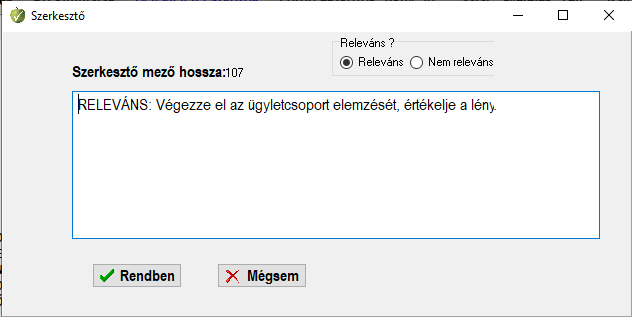 Szerkesztő
Releváns ?
Releváns
Nem releváns
Szerkesztő mező hossza:107
RELEVÁNS: Végezze el az ügyletcsoport elemzését, értékelje a lény.
Rendben
Mégsem